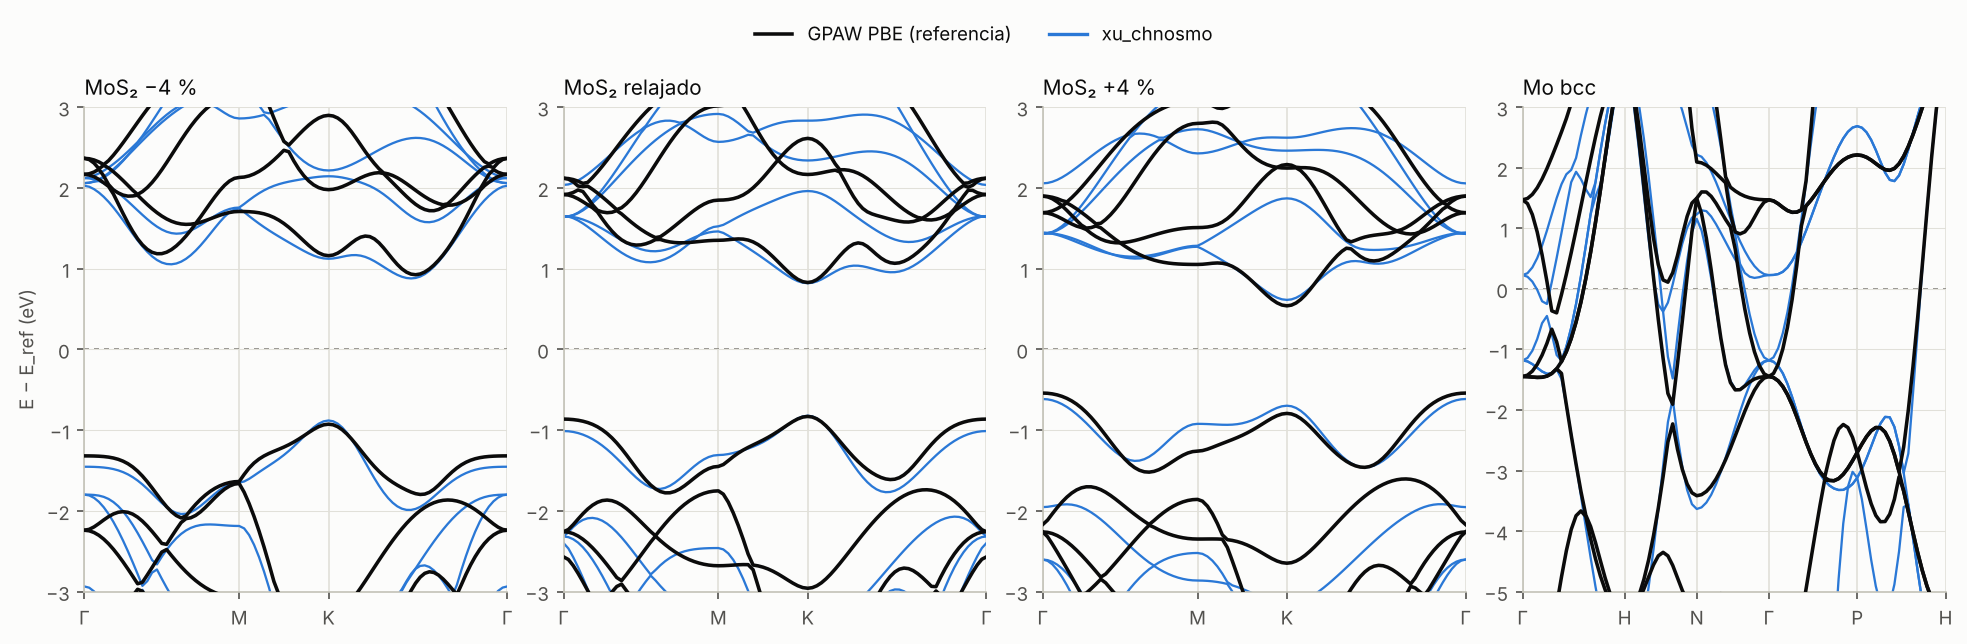 GPAW PBE (referencia) xu_chnosmo
MoS₂ −4 % MoS₂ relajado MoS₂ +4 % Mo bcc
E − E_ref (eV)
3 3 3 3
2 2 2 2
1 1 1 1
0 0 0 0
−1 −1 −1 −1
−2 −2 −2 −2
−3 −3 −3 −3
−4
−5
Γ M K Γ Γ M K Γ Γ M K Γ Γ H N Γ P H